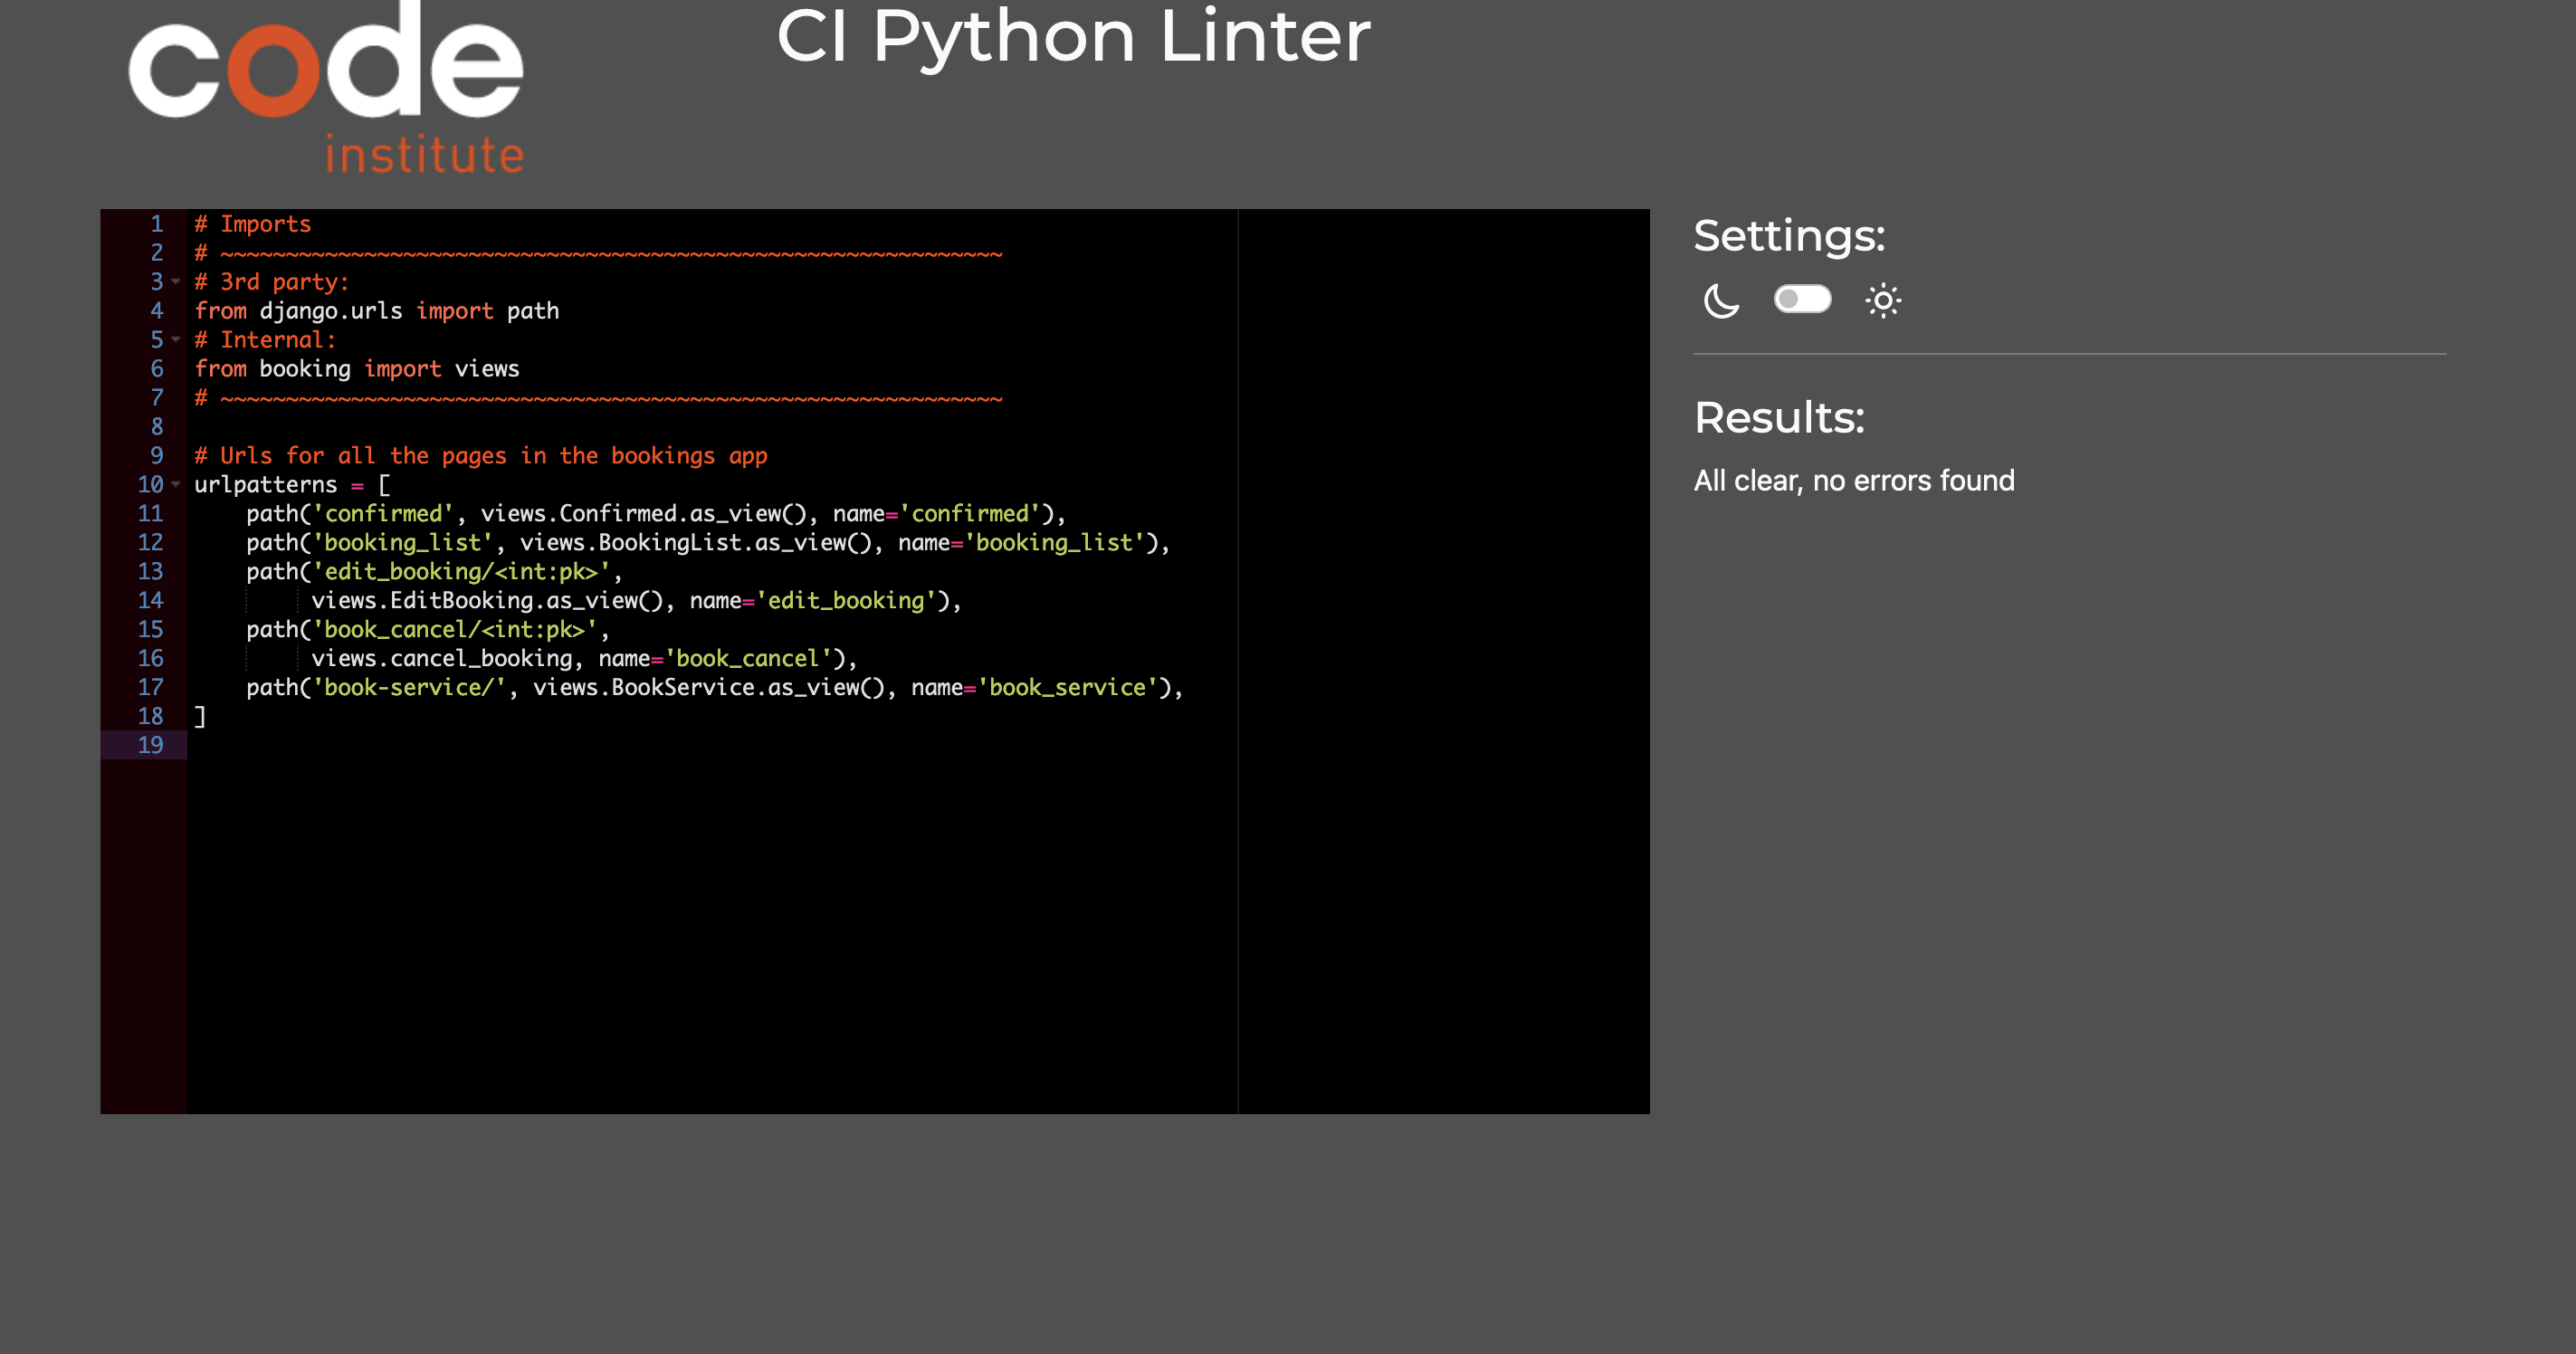 code
institute
CI Python Linter
1 # Imports
2 # ~~~~~~~~~~~~~~~~~~~~~~~~~~~~~~~~~~~~~~~~~~~~~~~~~~~~~~~~~~~~
3 # 3rd party:
4 from django.urls import path
5 # Internal:
6 from booking import views
7 # ~~~~~~~~~~~~~~~~~~~~~~~~~~~~~~~~~~~~~~~~~~~~~~~~~~~~~~~~~~~~
8
9 # Urls for all the pages in the bookings app
10 urlpatterns = [
11     path('confirmed', views.Confirmed.as_view(), name='confirmed'),
12     path('booking_list', views.BookingList.as_view(), name='booking_list'),
13     path('edit_booking/<int:pk>',
14          views.EditBooking.as_view(), name='edit_booking'),
15     path('book_cancel/<int:pk>',
16          views.cancel_booking, name='book_cancel'),
17     path('book-service/', views.BookService.as_view(), name='book_service'),
18 ]
19
Settings:
Results:
All clear, no errors found